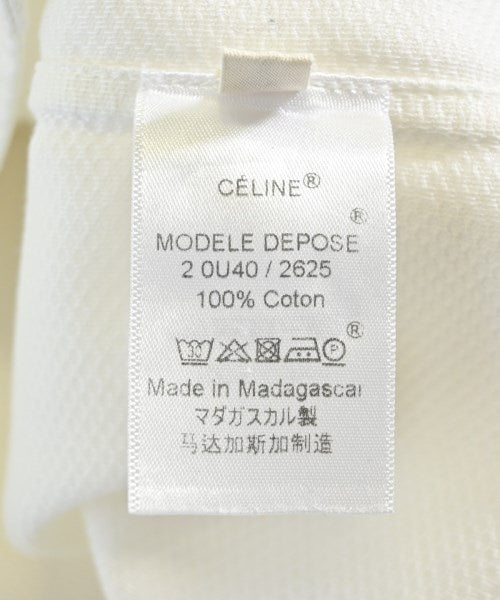 CÉLINE®
®
MODELE DEPOSE
2 0U40 / 2625
100% Coton
30 P ®
Made in Madagascar
マダガスカル製
马达加斯加制造